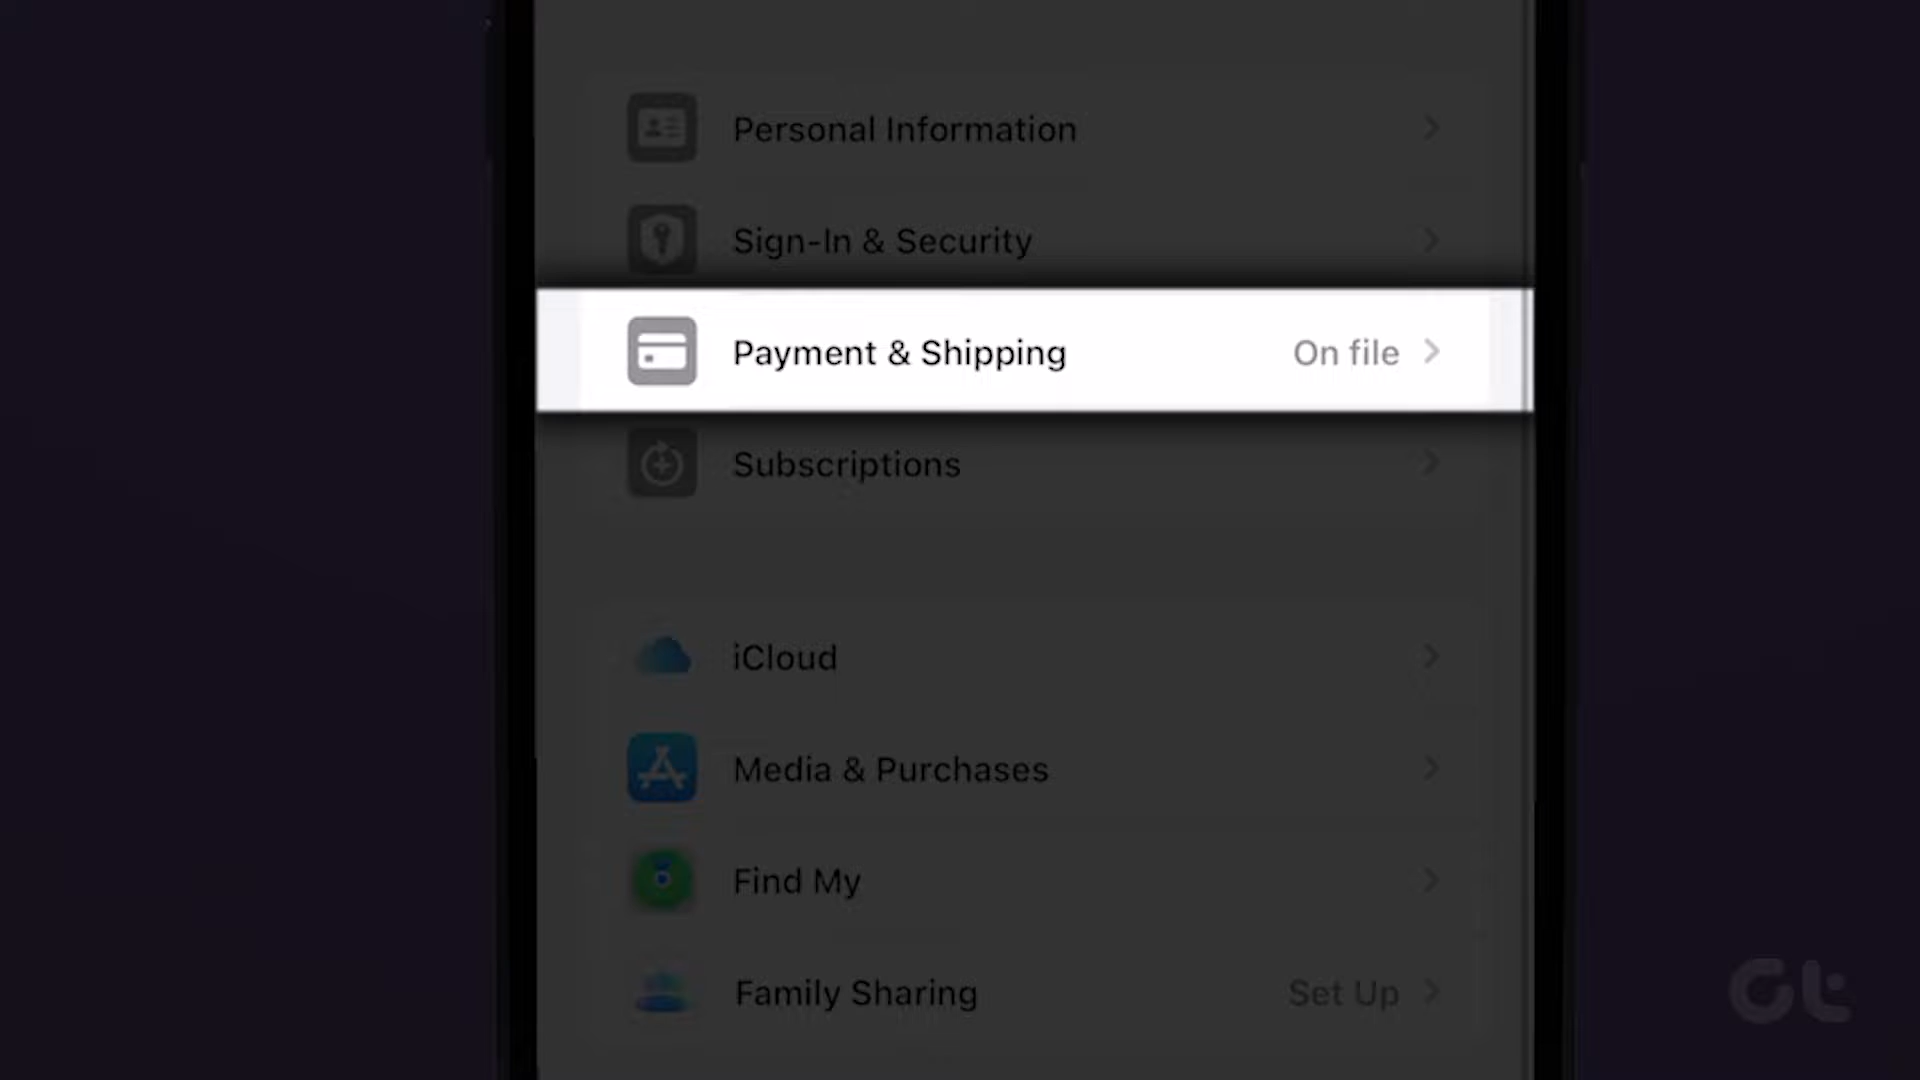 Personal Information
Sign-In & Security
Payment & Shipping On file
Subscriptions
iCloud
Media & Purchases
Find My
Family Sharing Set Up
Gt